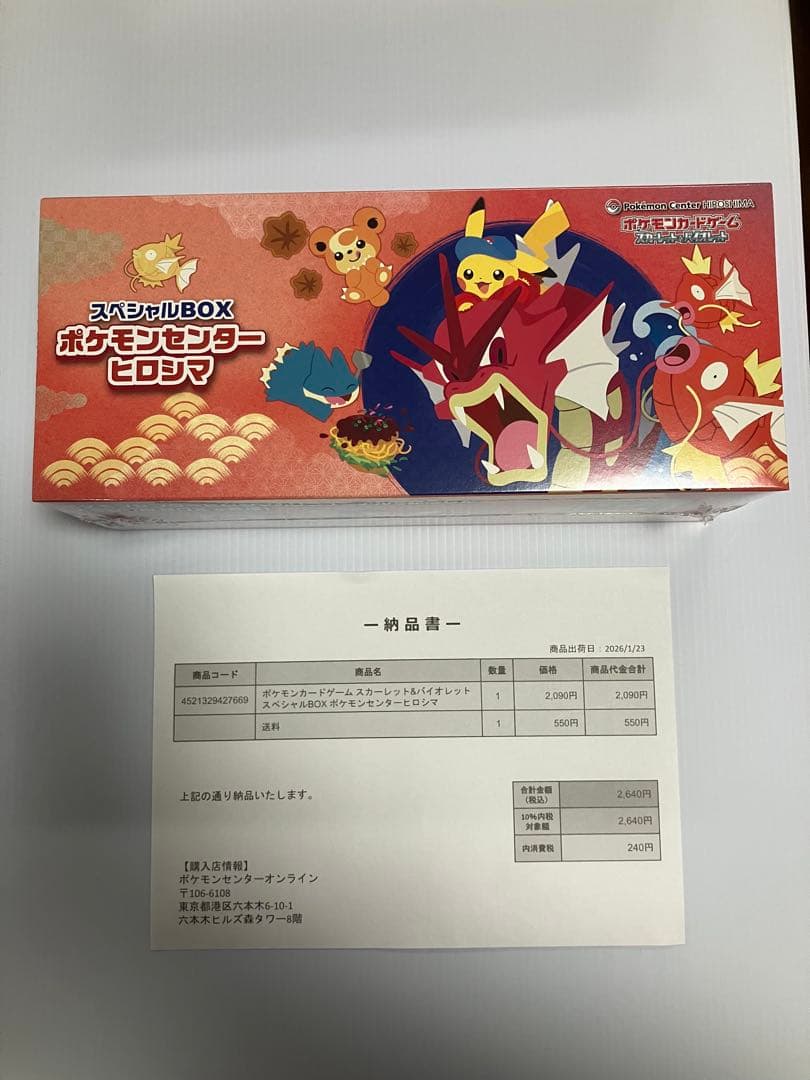 Pokémon Center HIROSHIMA
ポケモンカードゲーム
スカーレット&バイオレット
スペシャルBOX
ポケモンセンター
ヒロシマ
ー納品書ー
商品出荷日：2026/1/23
商品コード 商品名 数量 価格 商品代金合計
4521329427669 ポケモンカードゲーム スカーレット&バイオレット 1 2,090円 2,090円
スペシャルBOX ポケモンセンターヒロシマ
送料 1 550円 550円
上記の通り納品いたします。
合計金額
（税込） 2,640円
10%内税
対象額 2,640円
内消費税 240円
【購入店情報】
ポケモンセンターオンライン
〒106-6108
東京都港区六本木6-10-1
六本木ヒルズ森タワー8階